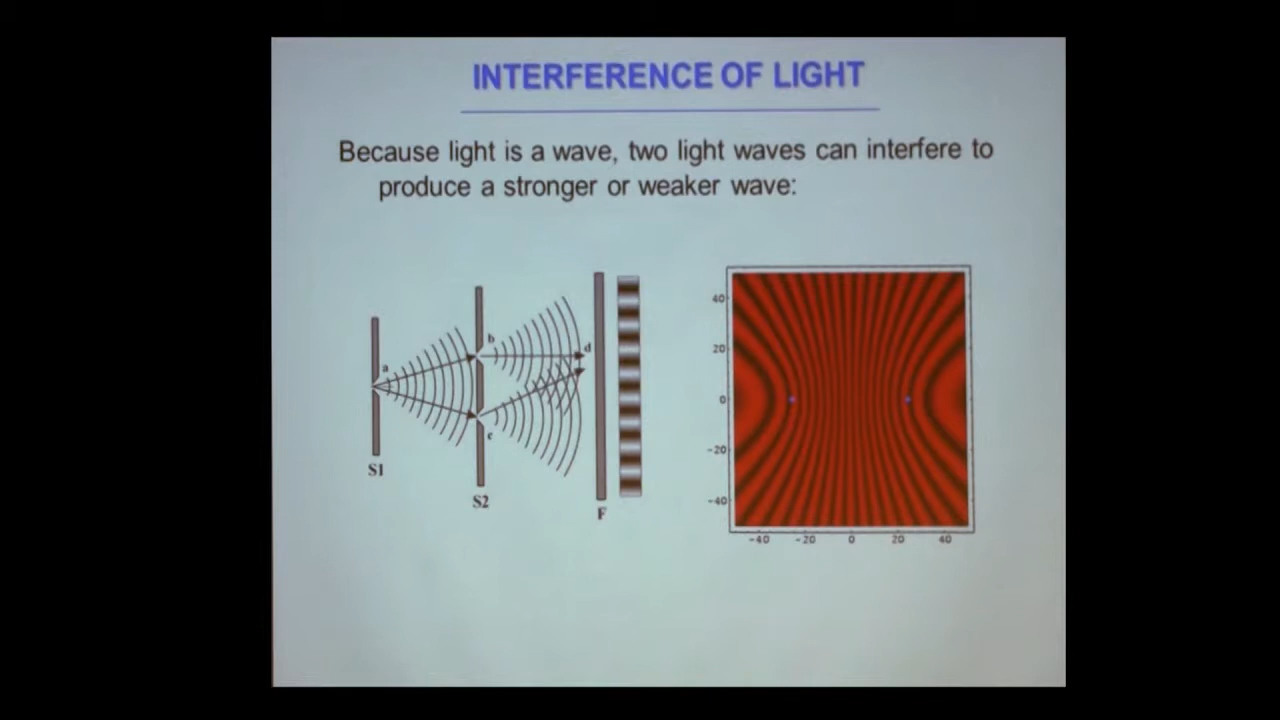 INTERFERENCE OF LIGHT
Because light is a wave, two light waves can interfere to
produce a stronger or weaker wave:
a
b
c
d
S1
S2
F
40
20
0
-20
-40
-40 -20 0 20 40